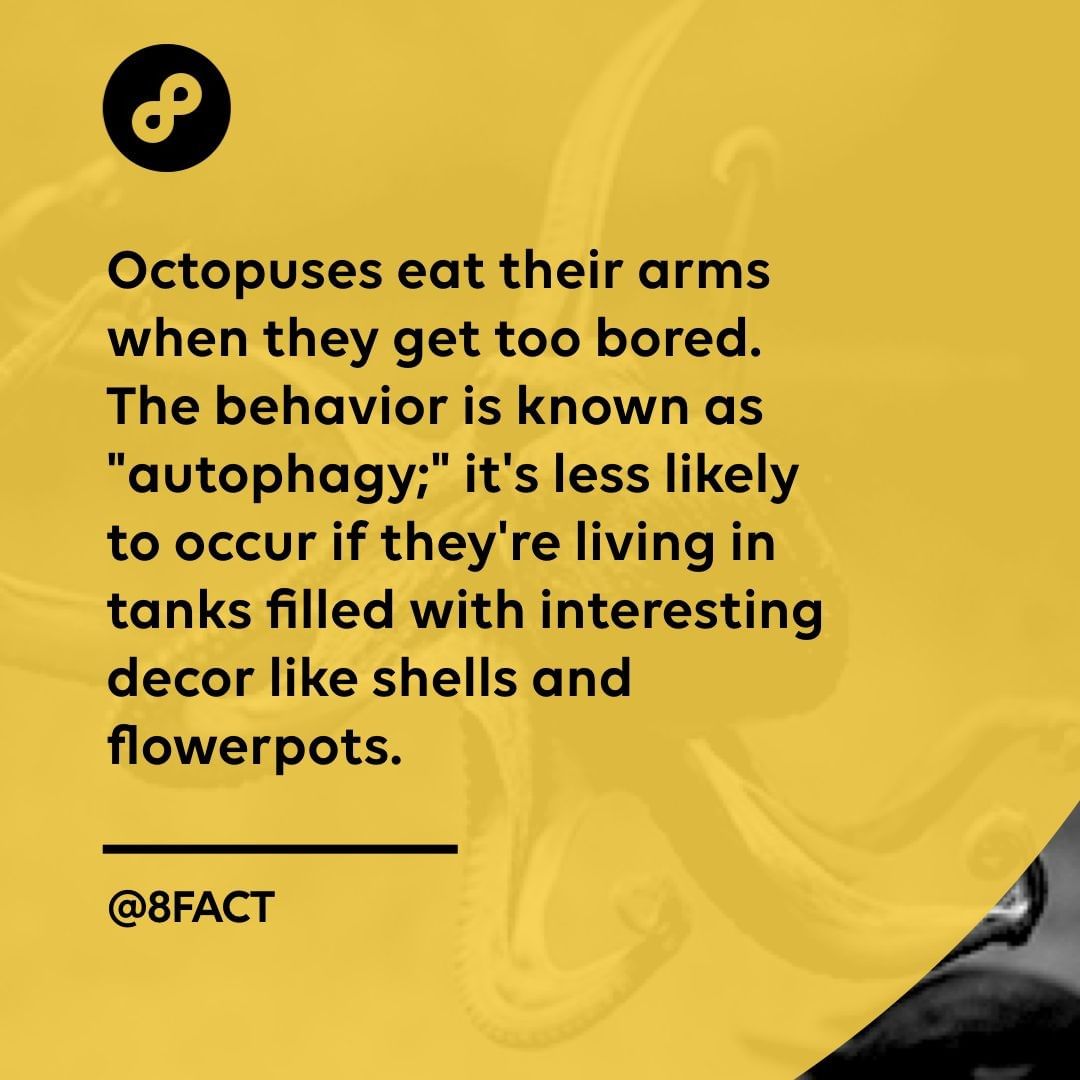 Octopuses eat their arms
when they get too bored.
The behavior is known as
"autophagy;" it's less likely
to occur if they're living in
tanks filled with interesting
decor like shells and
flowerpots.
@8FACT